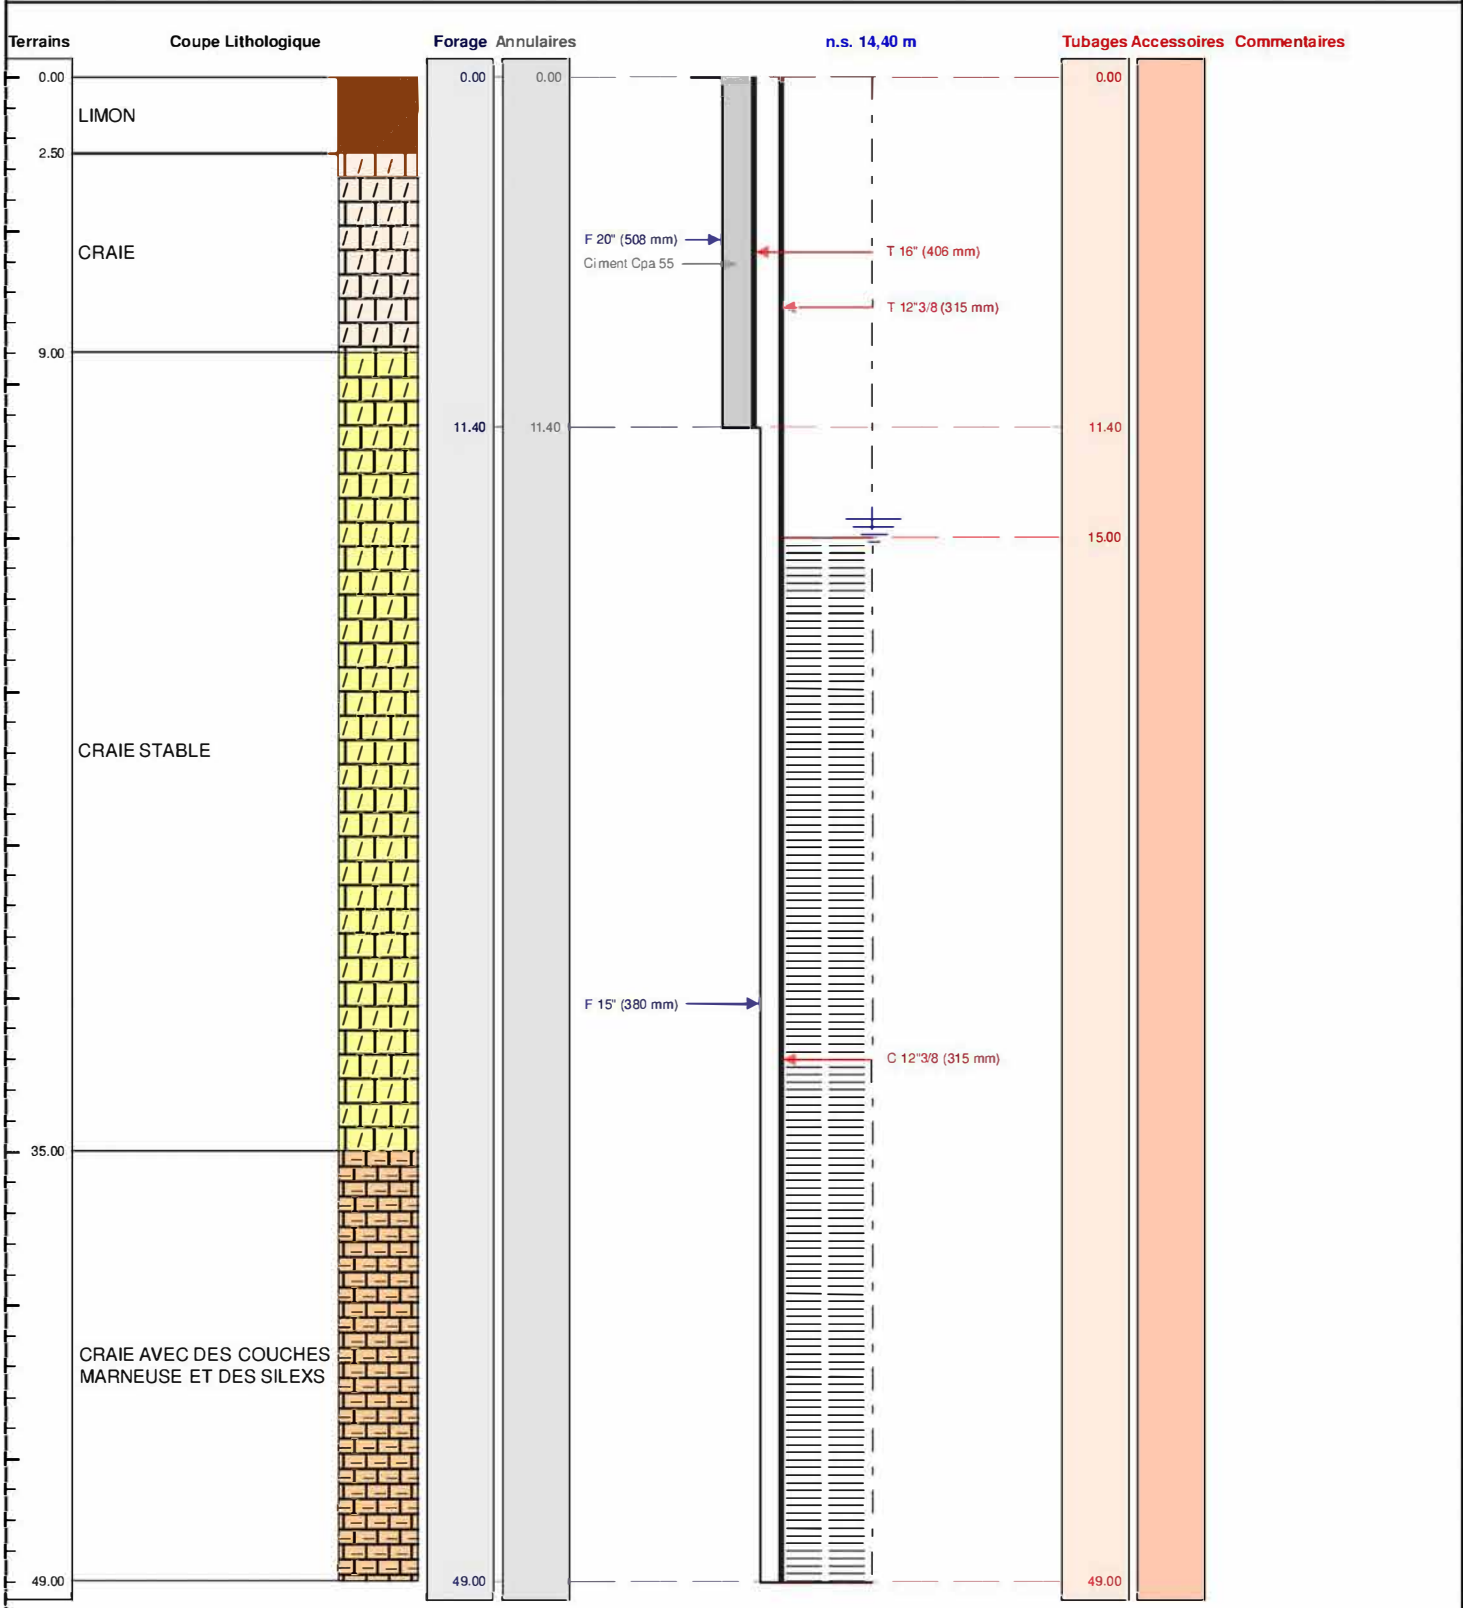 Terrains Coupe Lithologique Forage Annulaires n.s. 14,40 m Tubages Accessoires Commentaires
0.00 0.00 0.00 0.00
LIMON
2.50
F 20" (508 mm)
CRAIE T 16" (406 mm)
Ciment Cpa 55
T 12"3/8 (315 mm)
9.00
11.40 11.40 11.40
15.00
CRAIE STABLE
F 15" (380 mm)
C 12"3/8 (315 mm)
35.00
CRAIE AVEC DES COUCHES
MARNEUSE ET DES SILEXS
49.00 49.00 49.00